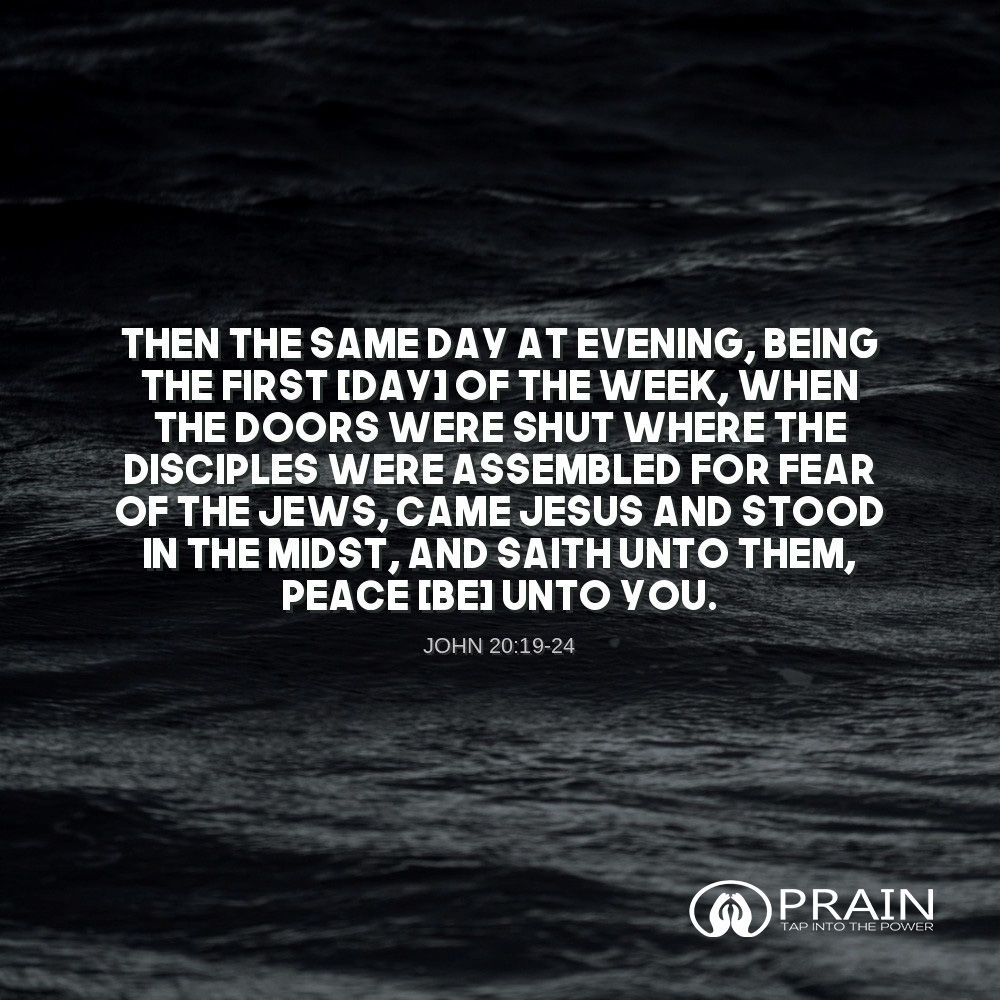 THEN THE SAME DAY AT EVENING, BEING
THE FIRST [DAY] OF THE WEEK, WHEN
THE DOORS WERE SHUT WHERE THE
DISCIPLES WERE ASSEMBLED FOR FEAR
OF THE JEWS, CAME JESUS AND STOOD
IN THE MIDST, AND SAITH UNTO THEM,
PEACE [BE] UNTO YOU.
JOHN 20:19-24
PRAIN
TAP INTO THE POWER